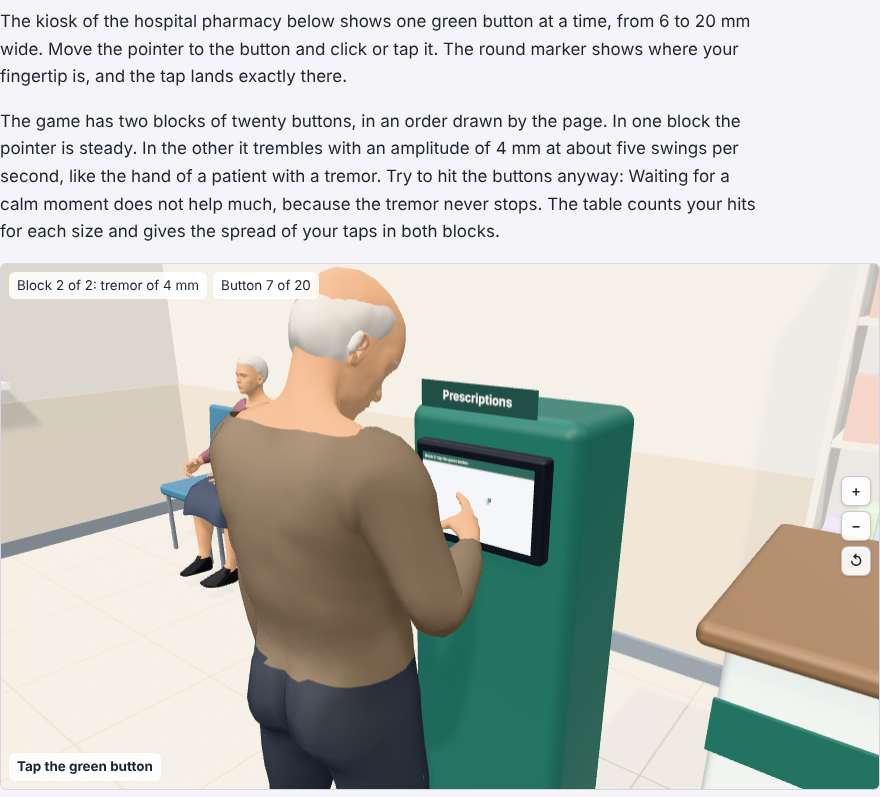 The kiosk of the hospital pharmacy below shows one green button at a time, from 6 to 20 mm
wide. Move the pointer to the button and click or tap it. The round marker shows where your
fingertip is, and the tap lands exactly there.
The game has two blocks of twenty buttons, in an order drawn by the page. In one block the
pointer is steady. In the other it trembles with an amplitude of 4 mm at about five swings per
second, like the hand of a patient with a tremor. Try to hit the buttons anyway: Waiting for a
calm moment does not help much, because the tremor never stops. The table counts your hits
for each size and gives the spread of your taps in both blocks.
Block 2 of 2: tremor of 4 mm
Button 7 of 20
Prescriptions
+
−
Tap the green button